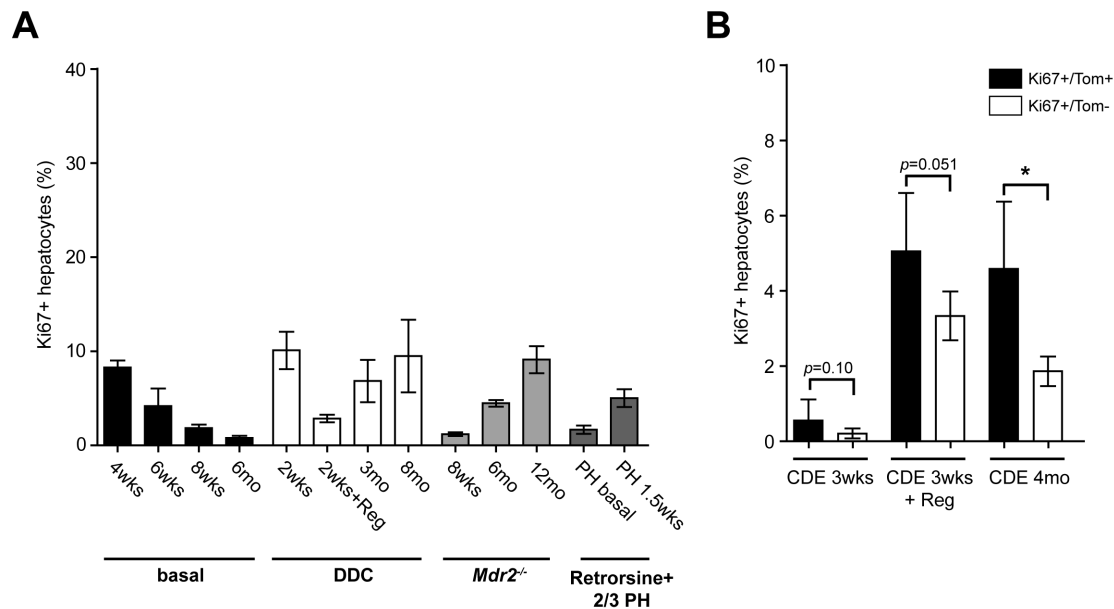 A
40
30
20
10
0
Ki67+ hepatocytes (%)
4wks
6wks
8wks
6mo
2wks
2wks+Reg
3mo
8mo
8wks
6mo
12mo
PH basal
PH 1.5wks
basal
DDC
Mdr2-/-
Retrorsine+
2/3 PH
B
10
8
6
4
2
0
Ki67+ hepatocytes (%)
Ki67+/Tom+
Ki67+/Tom-
p=0.10
p=0.051
*
CDE 3wks
CDE 3wks
+ Reg
CDE 4mo